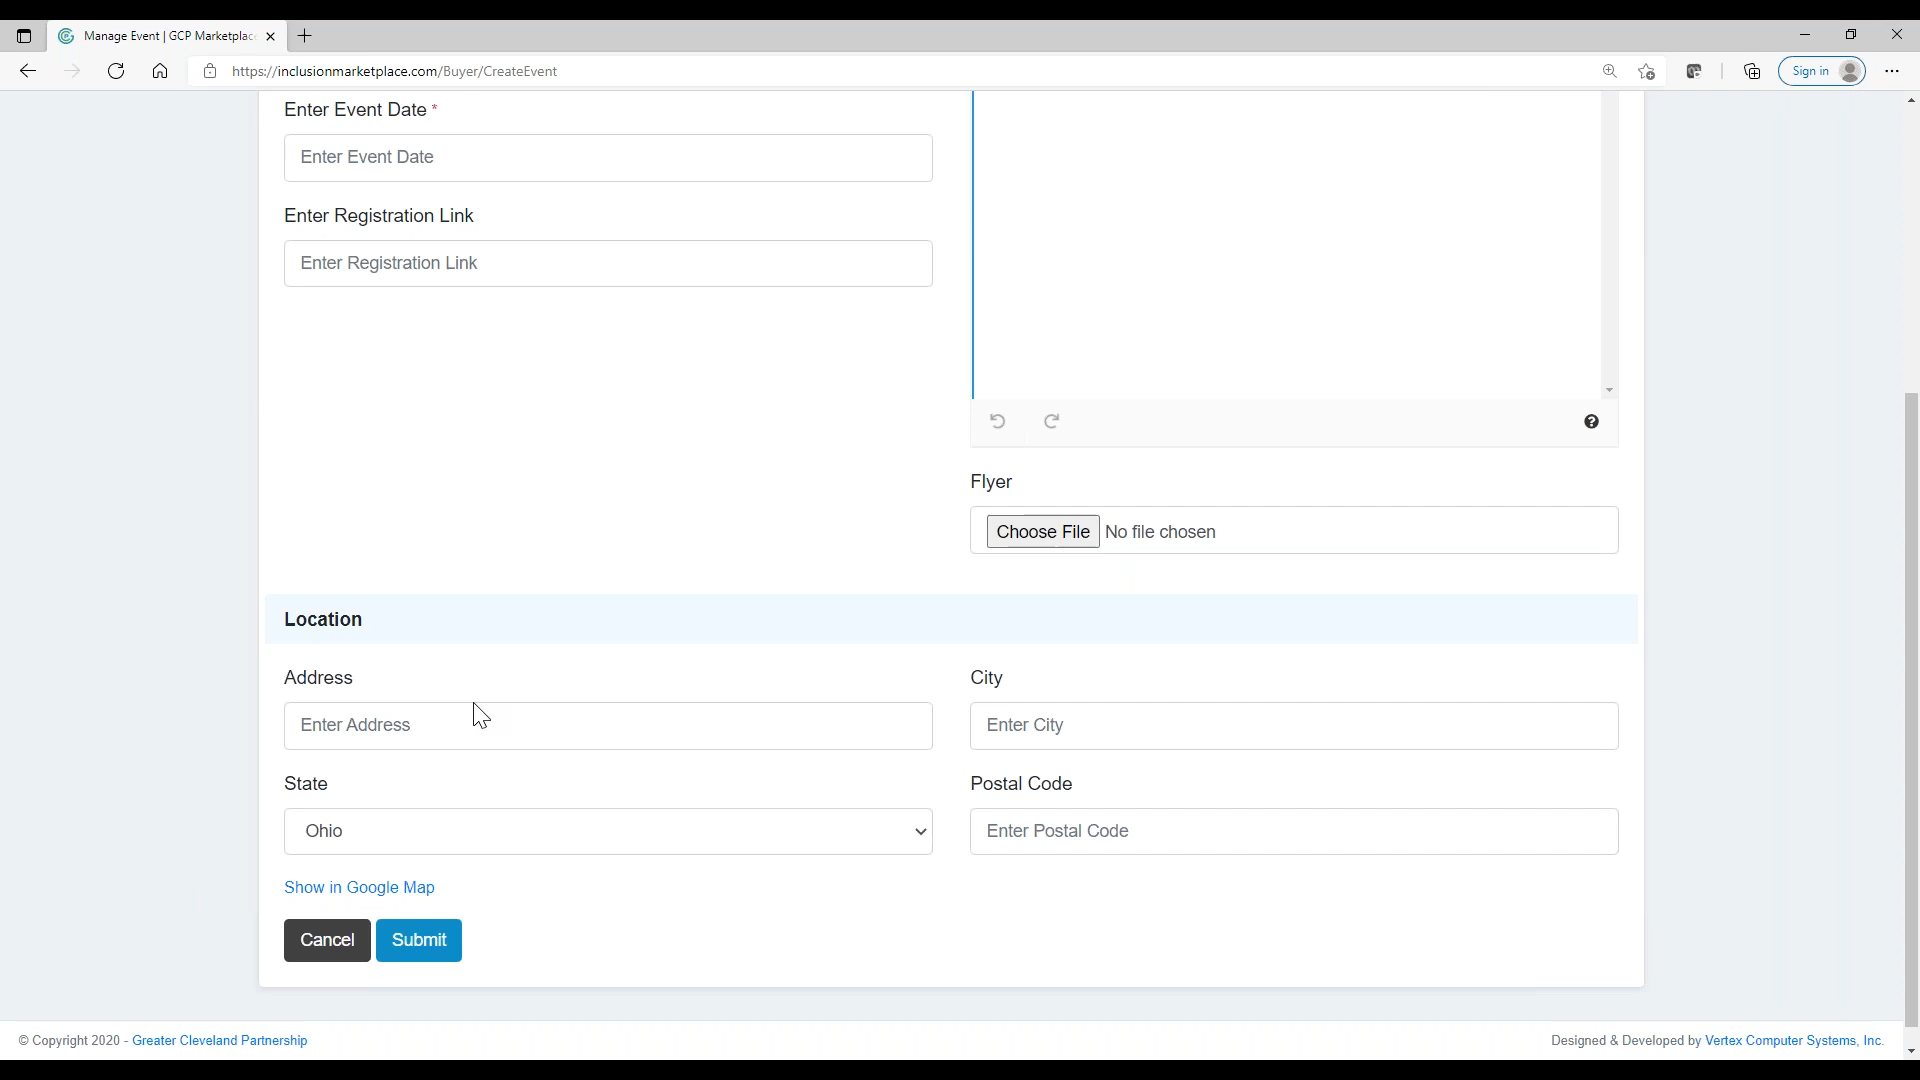 Manage Event | GCP Marketplac
https://inclusionmarketplace.com/Buyer/CreateEvent
Sign in
Enter Event Date *
Enter Event Date
Enter Registration Link
Enter Registration Link
Flyer
Choose File No file chosen
Location
Address
City
Enter Address
Enter City
State
Postal Code
Ohio
Enter Postal Code
Show in Google Map
Cancel Submit
© Copyright 2020 - Greater Cleveland Partnership
Designed & Developed by Vertex Computer Systems, Inc.